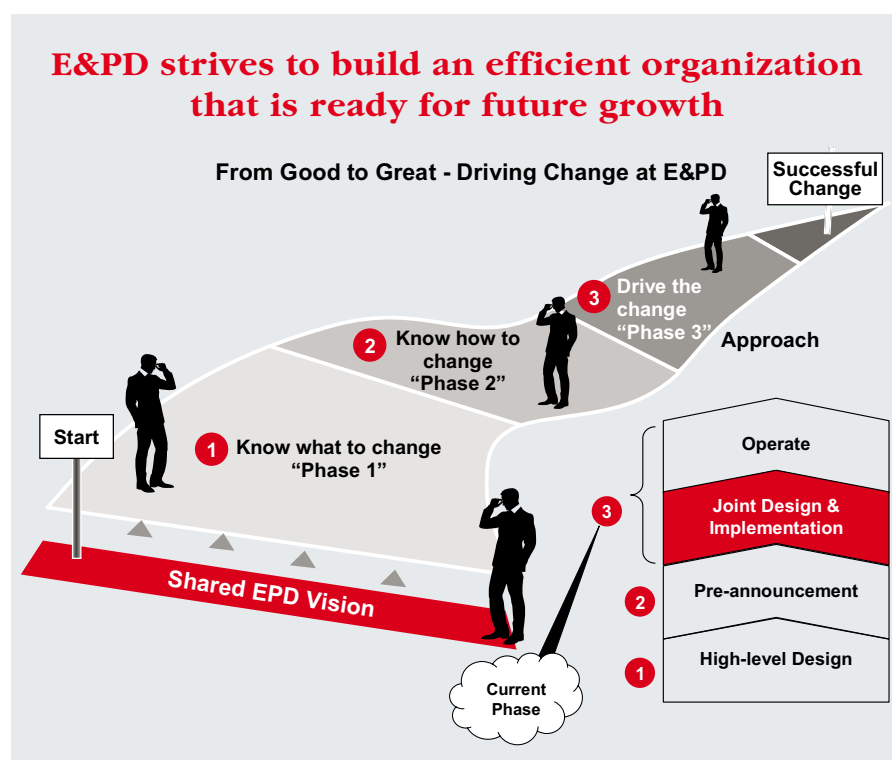 E&PD strives to build an efficient organization
that is ready for future growth
From Good to Great - Driving Change at E&PD
Successful
Change
3
Drive the
change
“Phase 3”
Approach
2
Know how to
change
“Phase 2”
Start
1
Know what to change
“Phase 1”
Shared EPD Vision
Current
Phase
3
Operate
Joint Design &
Implementation
2
Pre-announcement
1
High-level Design